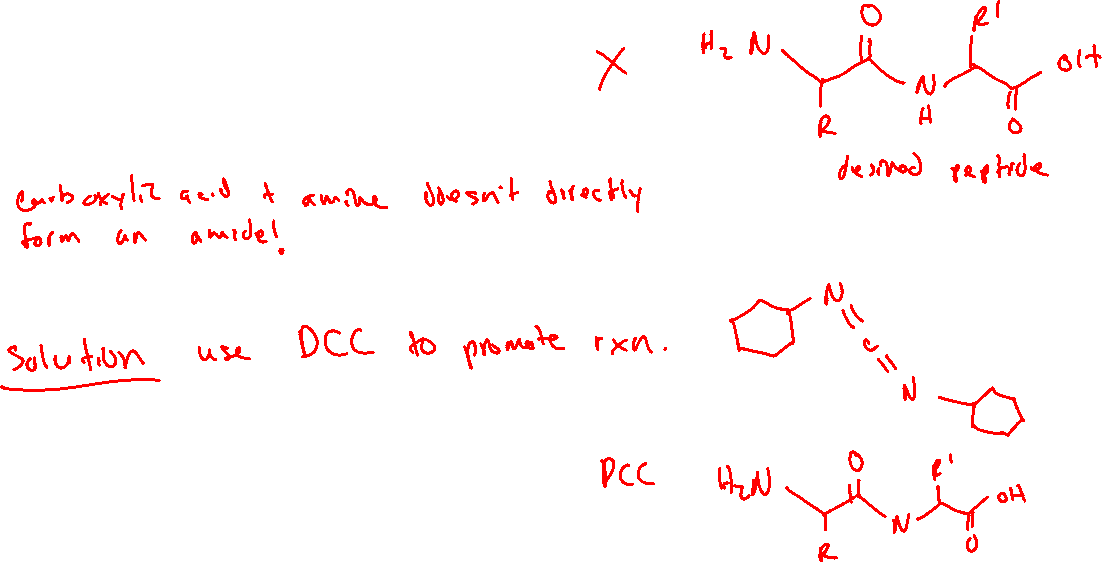 X H₂N R O N H R' O OH
desired peptide
Carboxylic acid + amine doesn't directly
form an amide!
Solution use DCC to promote rxn.
N=C=N
DCC H₂N R O N R' O OH